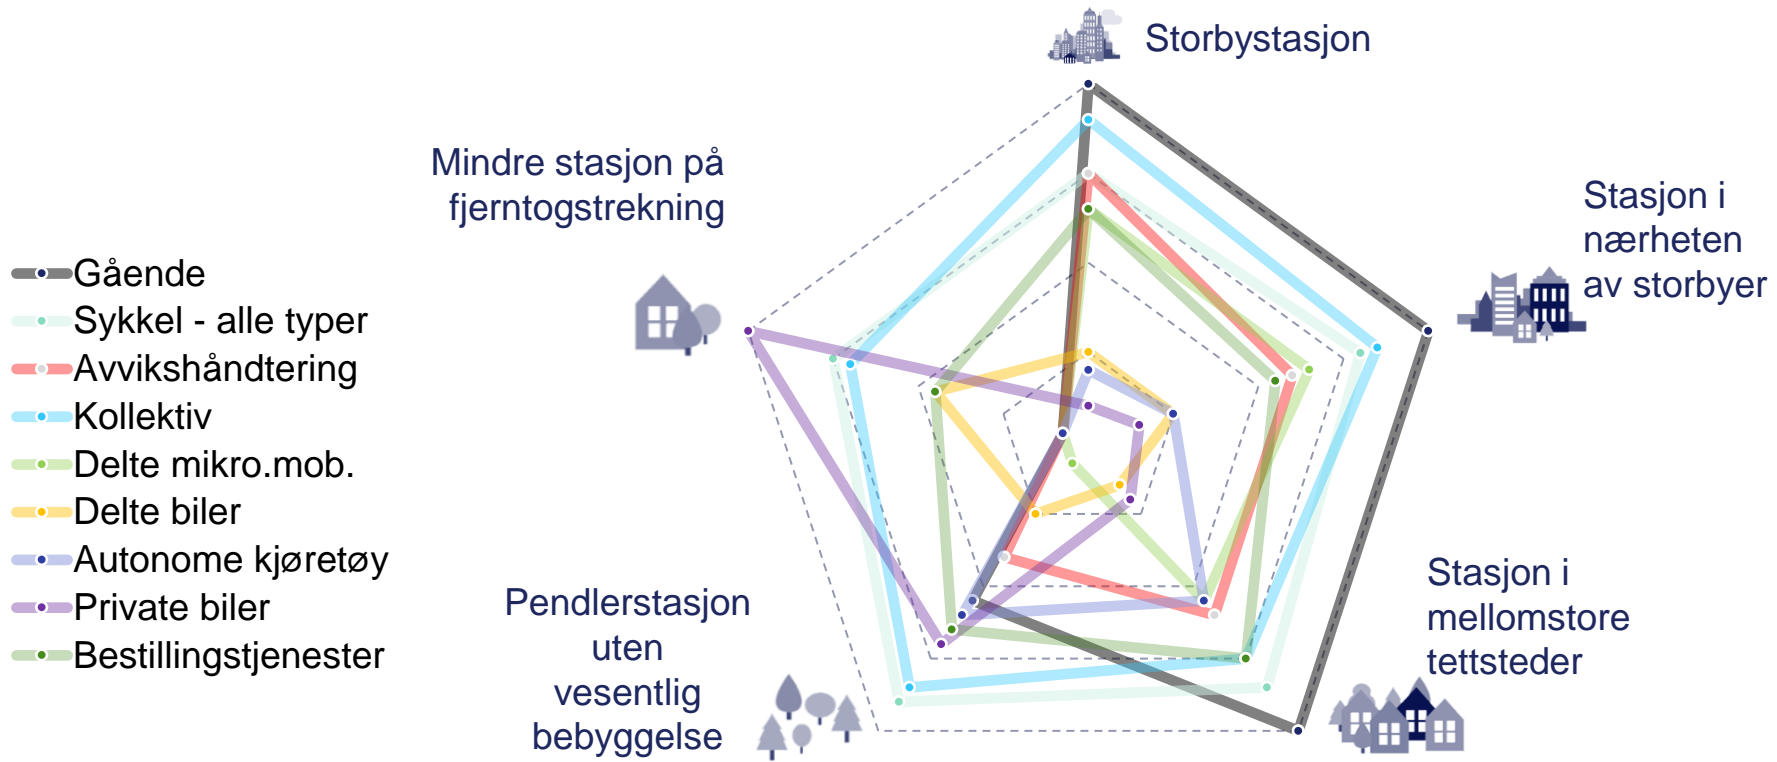 Storbystasjon
Mindre stasjon på
fjerntogstrekning
Stasjon i
nærheten
av storbyer
Gående
Sykkel - alle typer
Avvikshåndtering
Kollektiv
Delte mikro.mob.
Delte biler
Autonome kjøretøy
Private biler
Bestillingstjenester
Pendlerstasjon
uten
vesentlig
bebyggelse
Stasjon i
mellomstore
tettsteder